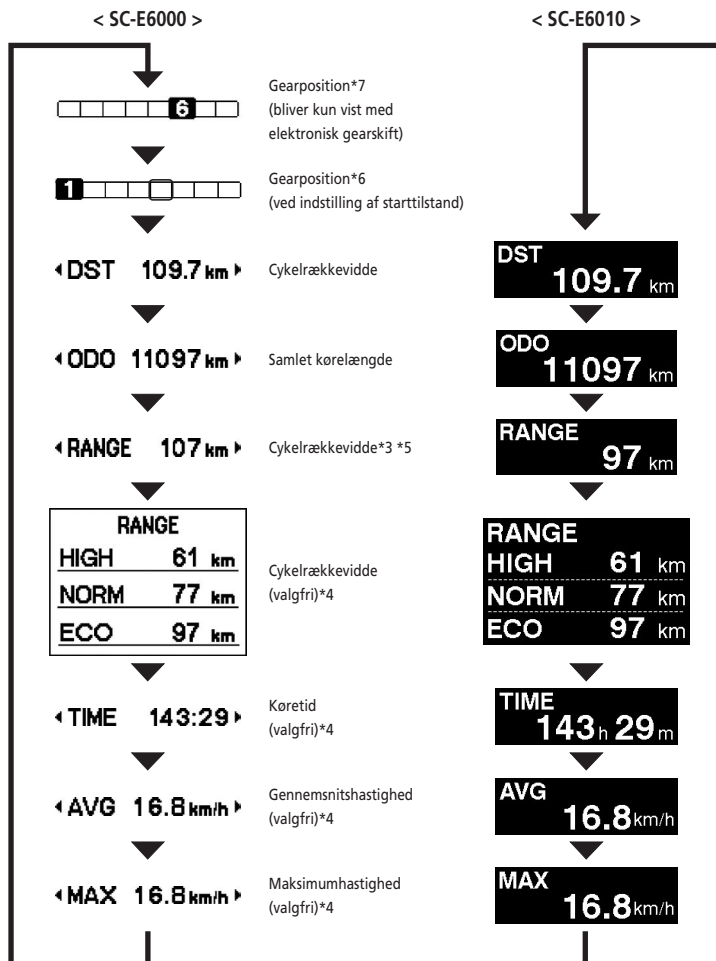 < SC-E6000 >
< SC-E6010 >
6
Gearposition*7
(bliver kun vist med
elektronisk gearskift)
1
Gearposition*6
(ved indstilling af starttilstand)
DST 109.7 km
Cykelrækkevidde
DST
109.7 km
ODO 11097 km
Samlet kørelængde
ODO
11097 km
RANGE 107 km
Cykelrækkevidde*3 *5
RANGE
97 km
RANGE
HIGH 61 km
NORM 77 km
ECO 97 km
Cykelrækkevidde
(valgfri)*4
RANGE
HIGH 61 km
NORM 77 km
ECO 97 km
TIME 143:29
Køretid
(valgfri)*4
TIME
143 h 29 m
AVG 16.8 km/h
Gennemsnitshastighed
(valgfri)*4
AVG
16.8 km/h
MAX 16.8 km/h
Maksimumhastighed
(valgfri)*4
MAX
16.8 km/h